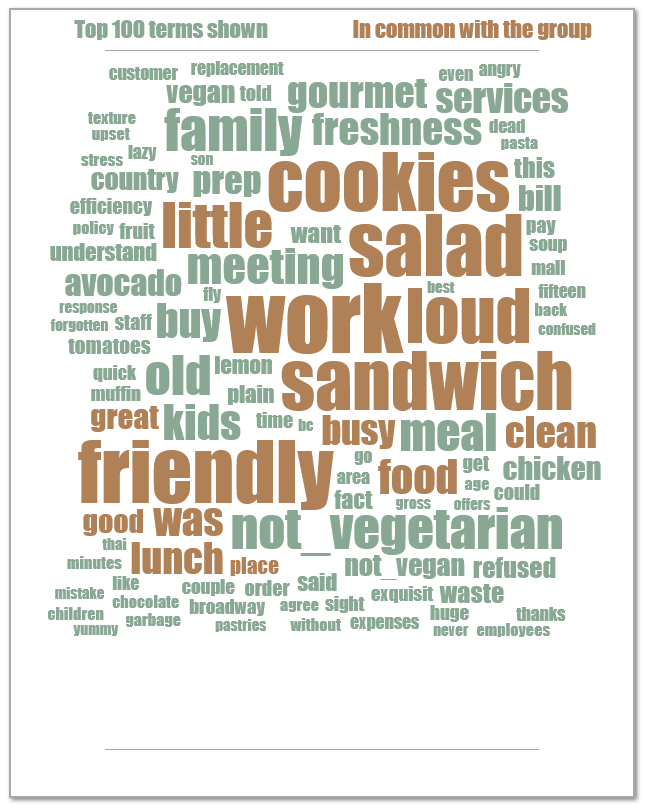 Top 100 terms shown In common with the group
customer replacement even angry
vegan told gourmet services
texture family freshness dead
upset pasta
stress lazy son cookies this
country prep bill
efficiency little salad pay
policy fruit want soup
understand meeting mall
avocado fly best fifteen
response work loud back
forgotten staff buy confused
tomatoes sandwich
quick old lemon
muffin plain
great kids time bc busy meal clean
friendly go food get chicken
area age could
fact gross offers
good was not_vegetarian
thai lunch place not_vegan refused
minutes
like couple order said exquisit waste
mistake chocolate broadway agree sight huge thanks
children garbage pastries without expenses never employees
yummy